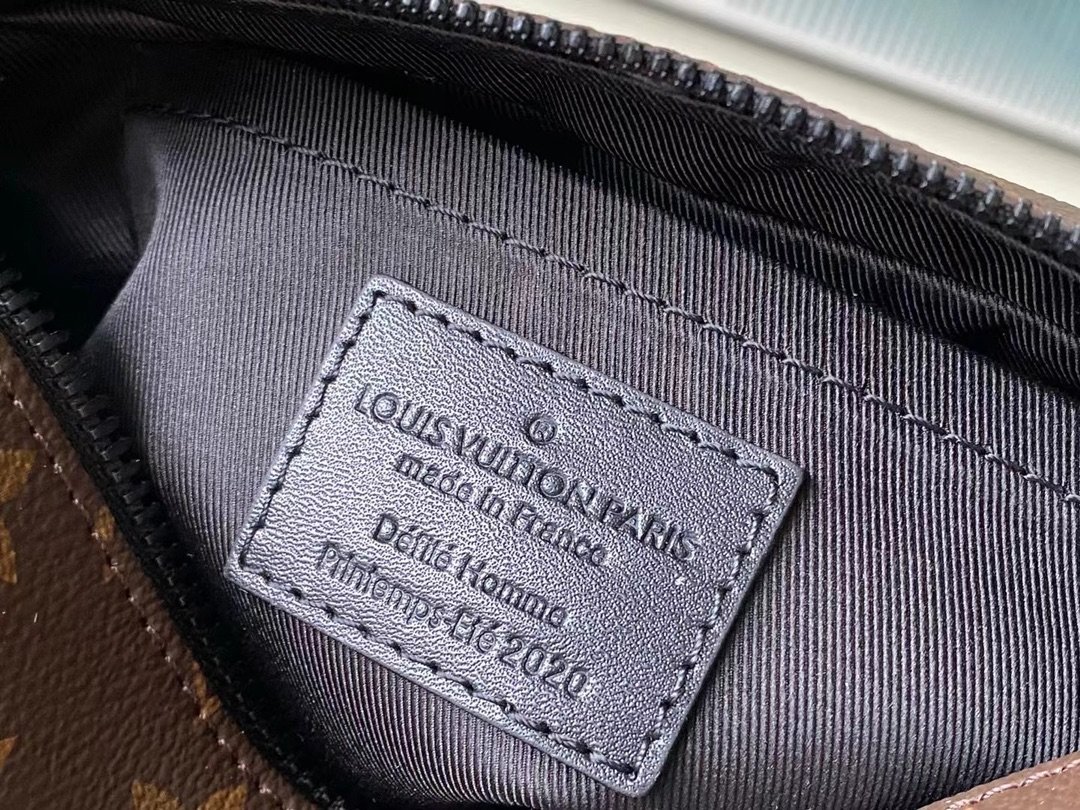 LOUIS VUITTON PARIS
made in France
Défilé Homme
Printemps-Eté 2020